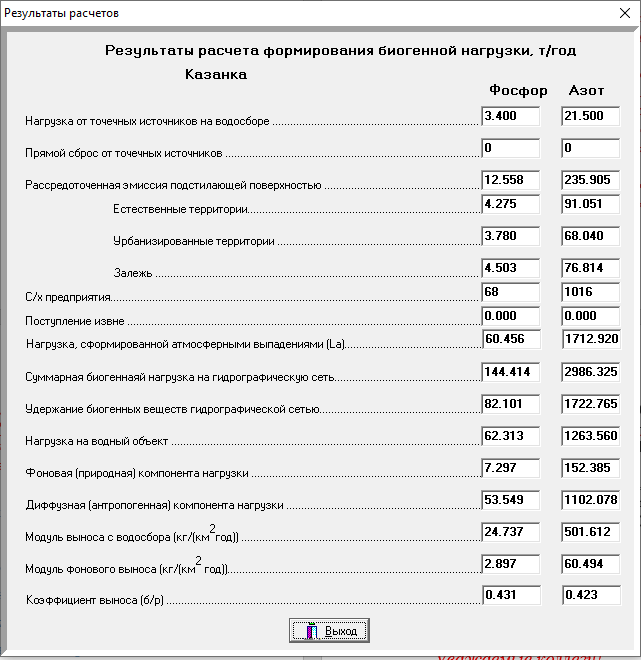 Результаты расчетов
Результаты расчета формирования биогенной нагрузки, т/год
Казанка
Фосфор Азот
Нагрузка от точечных источников на водосборе 3.400 21.500
Прямой сброс от точечных источников 0 0
Рассредоточенная эмиссия подстилающей поверхностью 12.558 235.905
Естественные территории 4.275 91.051
Урбанизированные территории 3.780 68.040
Залежь 4.503 76.814
С/х предприятия 68 1016
Поступление извне 0.000 0.000
Нагрузка, сформированной атмосферными выпадениями (La) 60.456 1712.920
Суммарная биогенная́й нагрузка на гидрографическую сеть 144.414 2986.325
Удержание биогенных веществ гидрографической сетью 82.101 1722.765
Нагрузка на водный объект 62.313 1263.560
Фоновая (природная) компонента нагрузки 7.297 152.385
Диффузная (антропогенная) компонента нагрузки 53.549 1102.078
Модуль выноса с водосбора (кг/(км2год)) 24.737 501.612
Модуль фонового выноса (кг/(км2 год)) 2.897 60.494
Коэффициент выноса (б/р) 0.431 0.423
Выход